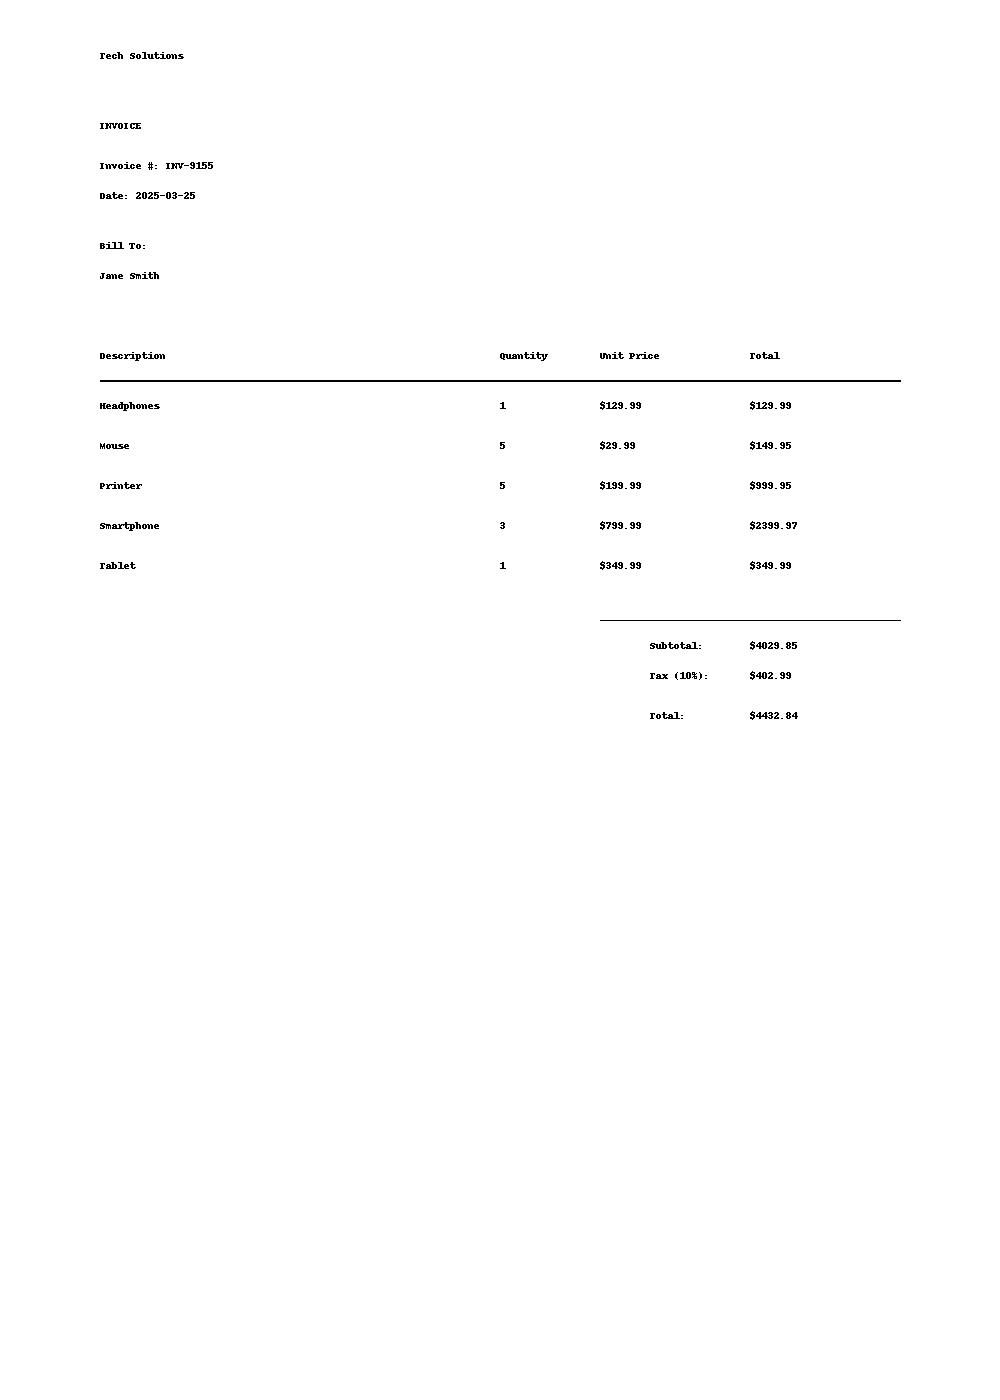 Tech Solutions
INVOICE
Invoice #: INV-9155
Date: 2025-03-25
Bill To:
Jane Smith
Description Quantity Unit Price Total
Headphones 1 $129.99 $129.99
Mouse 5 $29.99 $149.95
Printer 5 $199.99 $999.95
Smartphone 3 $799.99 $2399.97
Tablet 1 $349.99 $349.99
Subtotal: $4029.85
Tax (10%): $402.99
Total: $4432.84